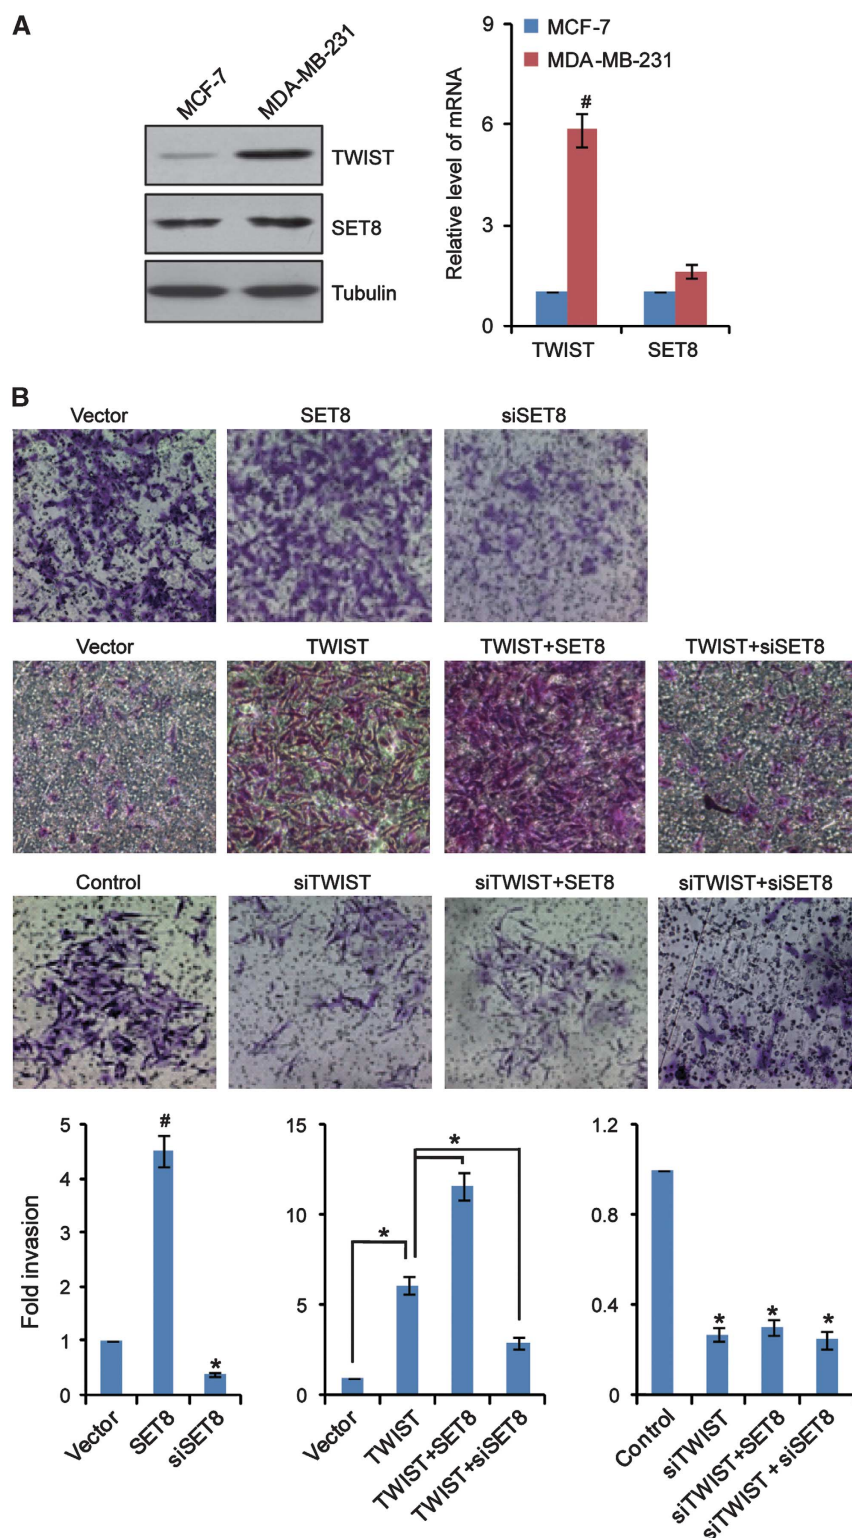 A
MCF-7
MDA-MB-231
TWIST
SET8
Tubulin
Relative level of mRNA
9
6
3
0
MCF-7
MDA-MB-231
#
TWIST
SET8
B
Vector
SET8
siSET8
Vector
TWIST
TWIST+SET8
TWIST+siSET8
Control
siTWIST
siTWIST+SET8
siTWIST+siSET8
Fold invasion
5
4
3
2
1
0
#
*
Vector
SET8
siSET8
15
10
5
0
*
*
Vector
TWIST
TWIST+SET8
TWIST+siSET8
1.2
0.8
0.4
0
*
*
*
Control
siTWIST
siTWIST+SET8
siTWIST+siSET8